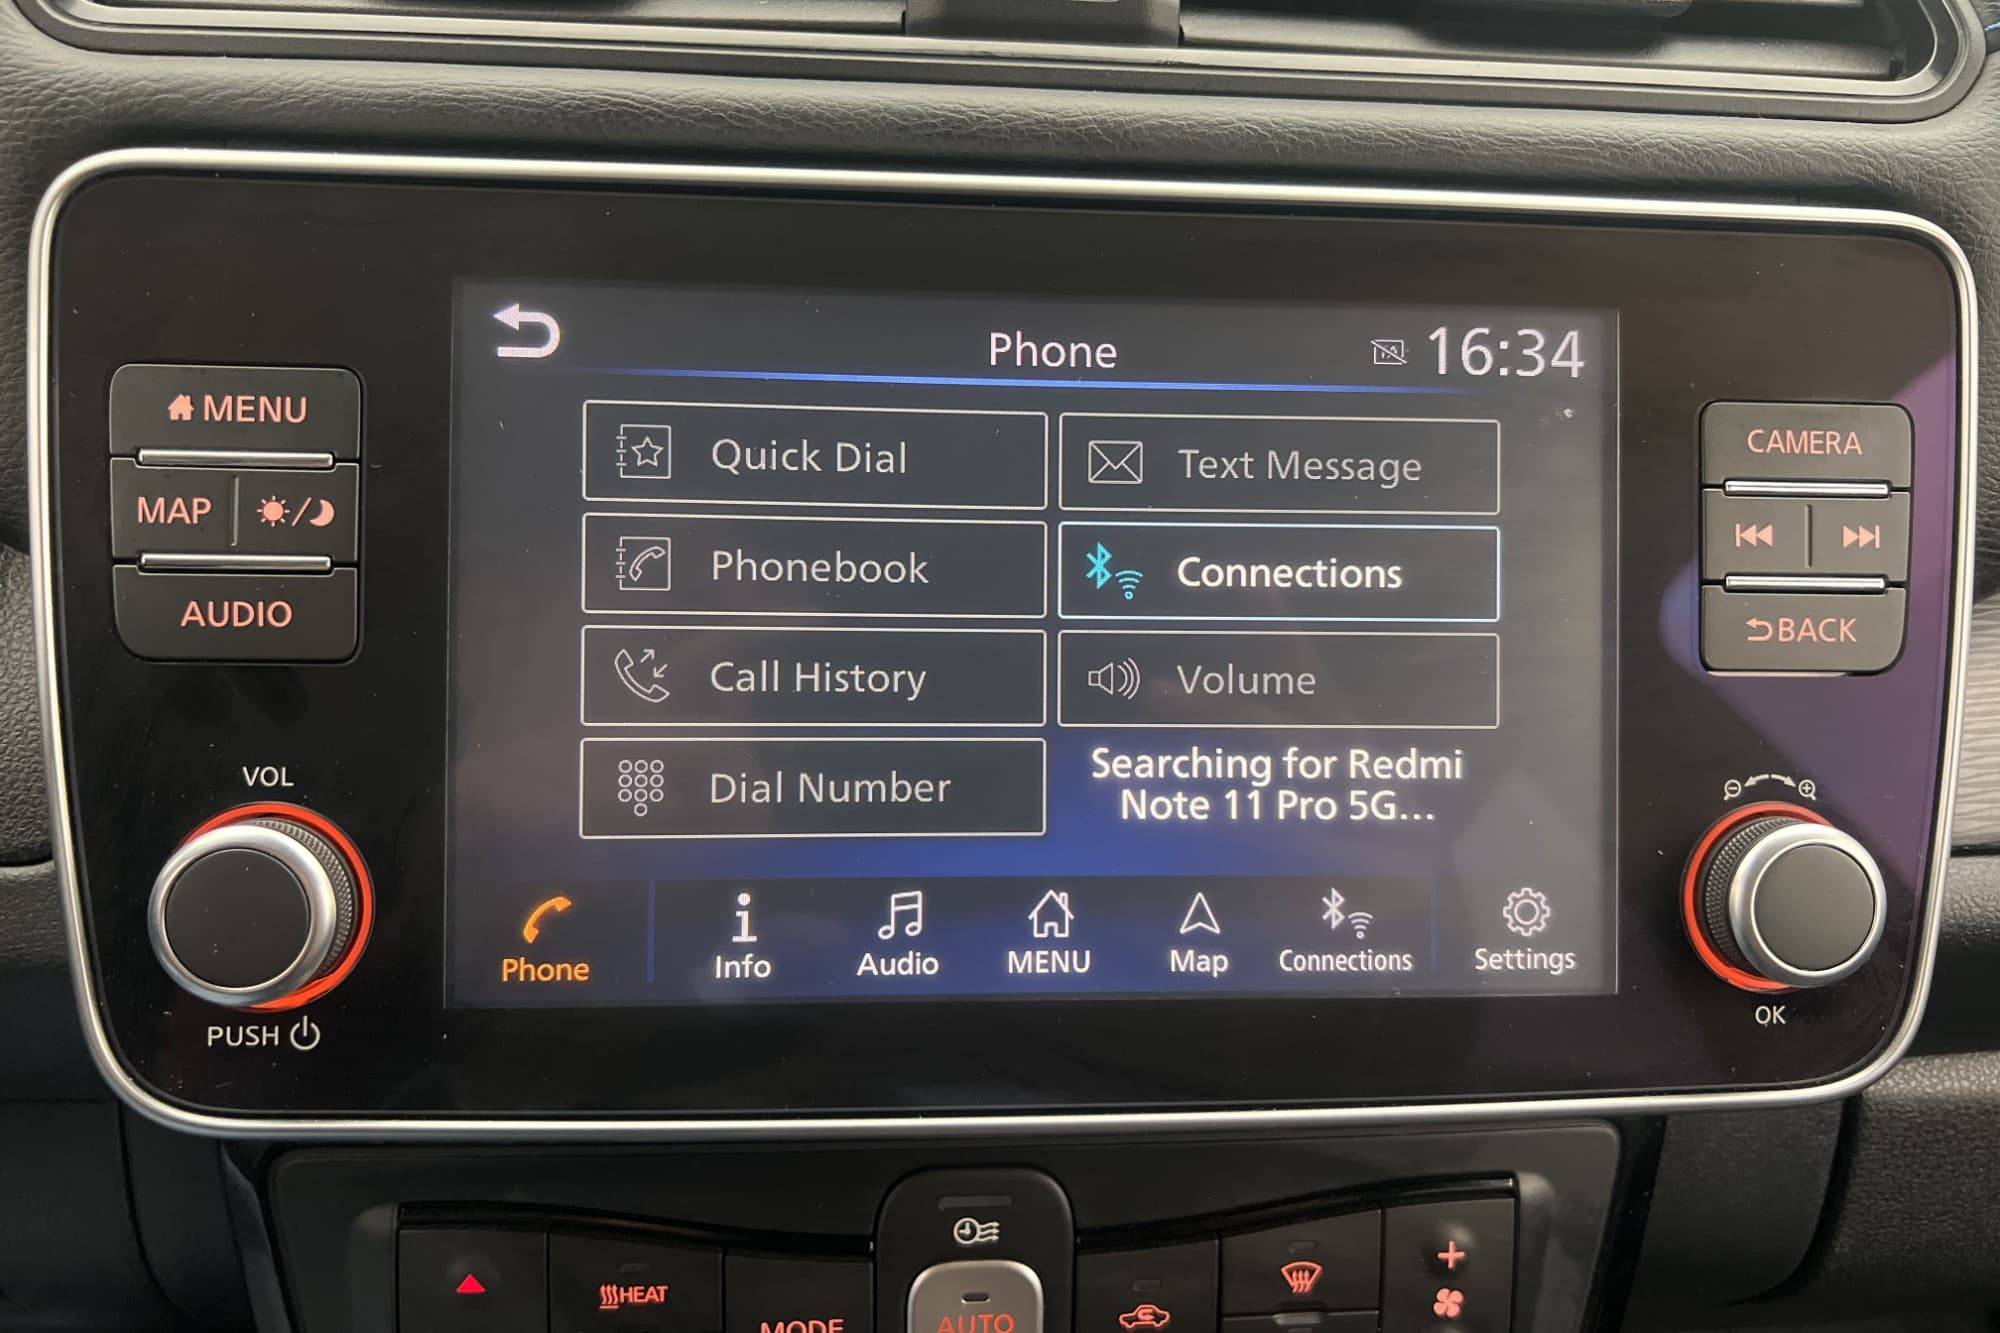 Phone
16:34
MENU
MAP
AUDIO
VOL
PUSH
Quick Dial
Text Message
Phonebook
Connections
Call History
Volume
Dial Number
Searching for Redmi
Note 11 Pro 5G...
Phone
Info
Audio
MENU
Map
Connections
Settings
CAMERA
BACK
OK
HEAT
MODE
AUTO